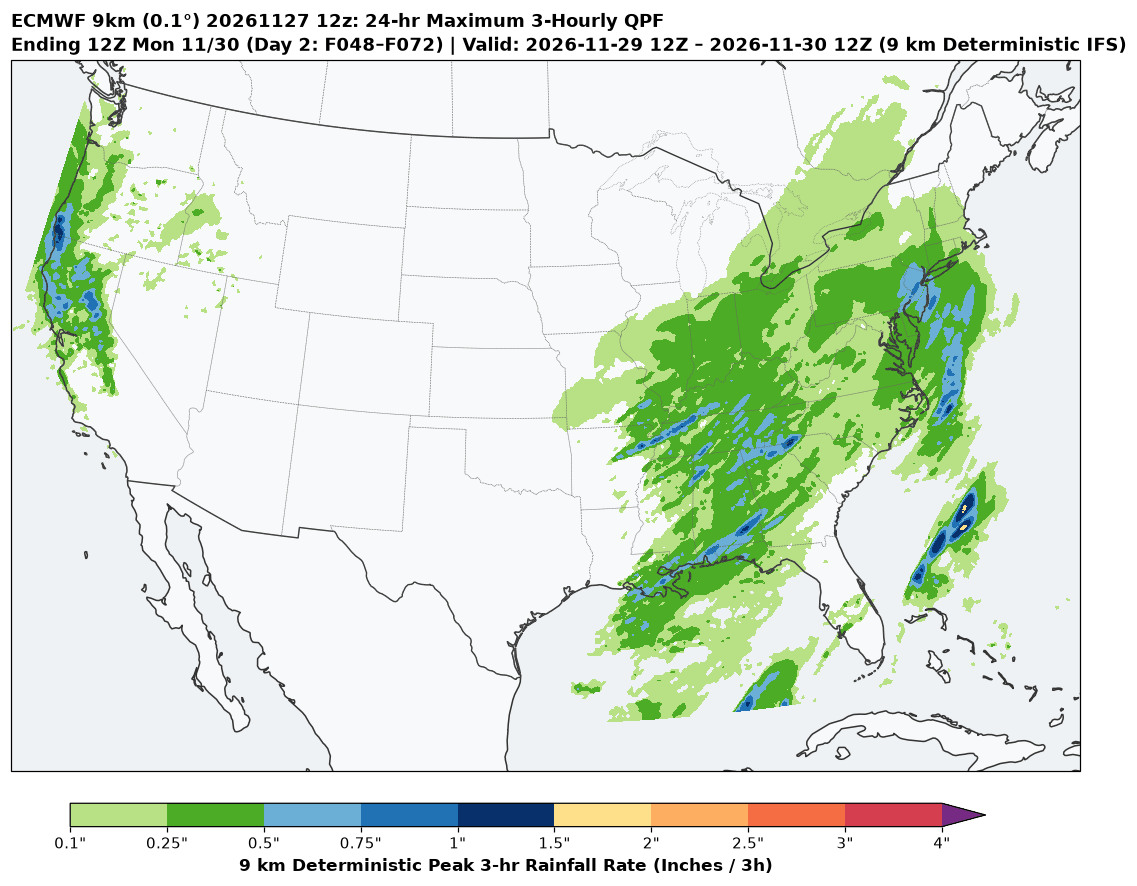 ECMWF 9km (0.1°) 20261127 12z: 24-hr Maximum 3-Hourly QPF
Ending 12Z Mon 11/30 (Day 2: F048–F072) | Valid: 2026-11-29 12Z – 2026-11-30 12Z (9 km Deterministic IFS)
0.1" 0.25" 0.5" 0.75" 1" 1.5" 2" 2.5" 3" 4"
9 km Deterministic Peak 3-hr Rainfall Rate (Inches / 3h)